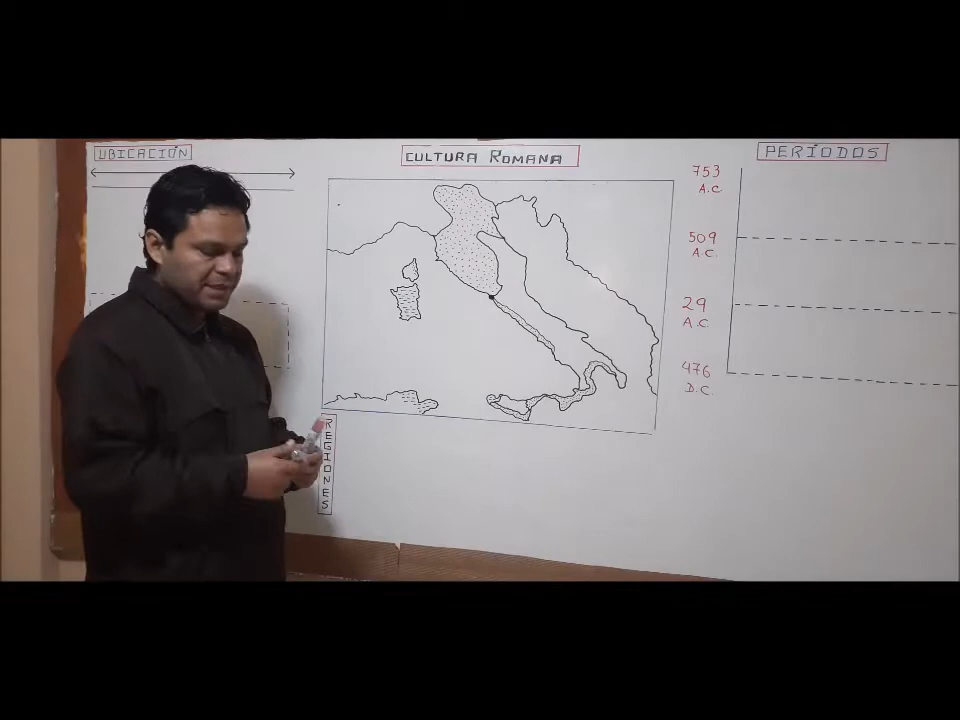 UBICACIÓN
CULTURA ROMANA
PERÍODOS
753
A.C
509
A.C.
29
A.C
476
D.C.
REGIONES